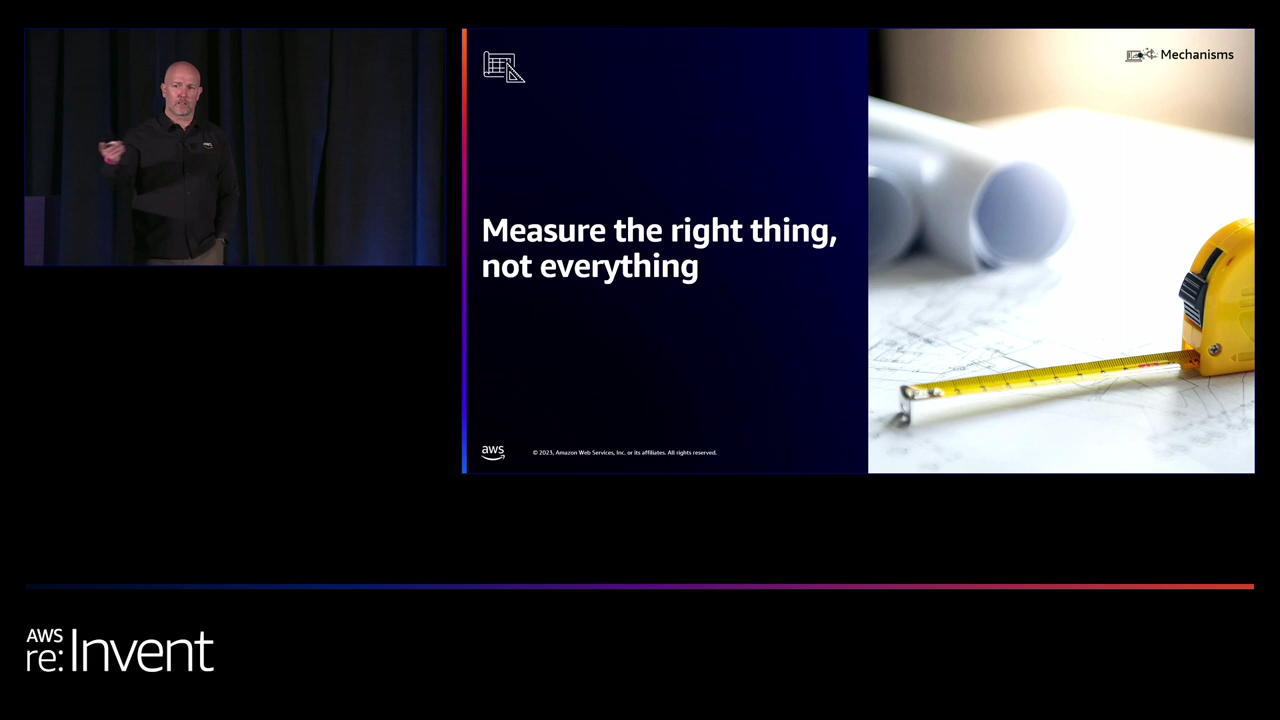 Mechanisms
Measure the right thing,
not everything
aws
© 2023, Amazon Web Services, Inc. or its affiliates. All rights reserved.
AWS
re:Invent